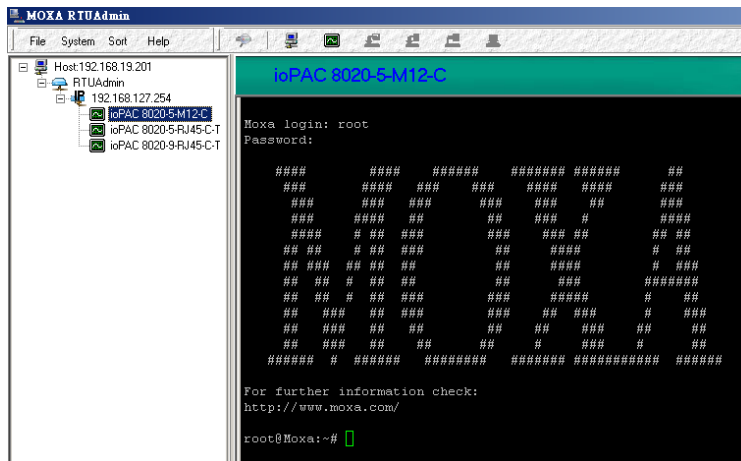 MOXA RTUAdmin
File System Sort Help
Host:192.168.19.201
RTUAdmin
192.168.127.254
ioPAC 8020-5-M12-C
ioPAC 8020-5-RJ45-C-T
ioPAC 8020-9-RJ45-C-T
ioPAC 8020-5-M12-C
Moxa login: root
Password:
MOXA
For further information check:
http://www.moxa.com/
root@Moxa:~#